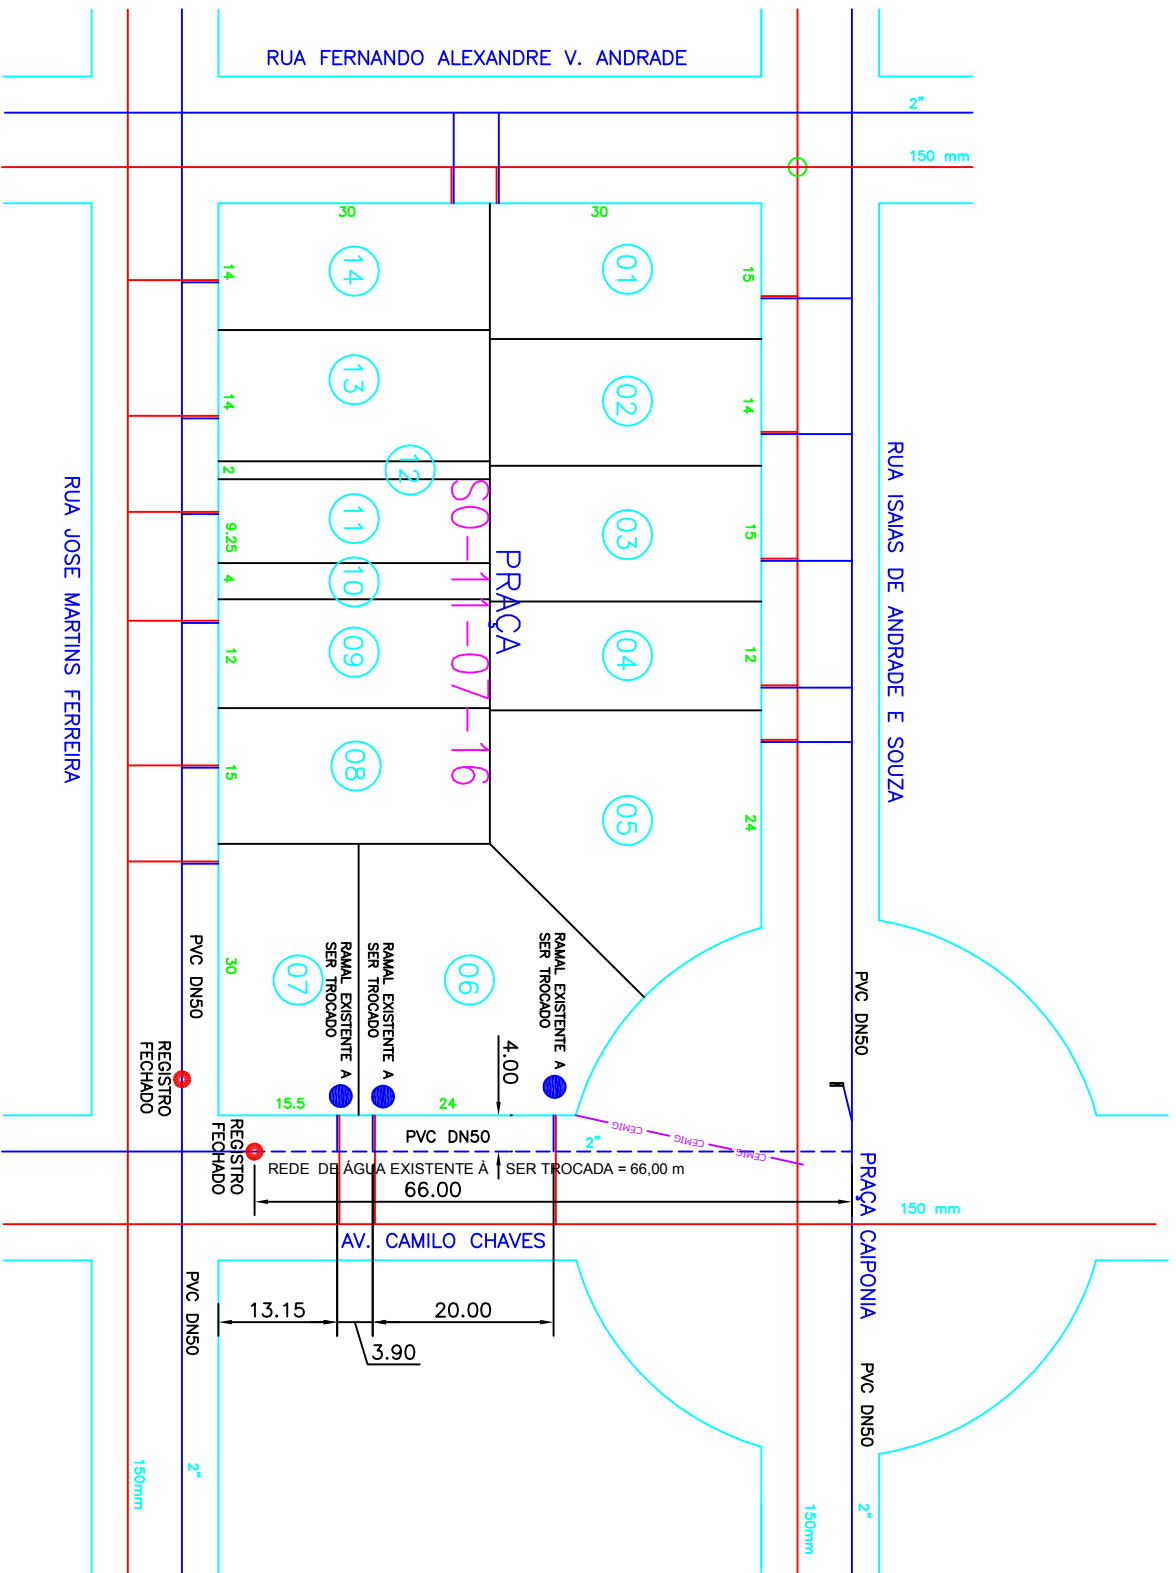 RUA FERNANDO ALEXANDRE V. ANDRADE
2"
150 mm
30
30
14
14
01
15
13
14
02
14
12
2
RUA ISAIAS DE ANDRADE E SOUZA
RUA JOSE MARTINS FERREIRA
11
9.25
03
15
S0-11-07-16
PRAÇA
10
4
09
12
04
12
08
15
05
24
PVC DN50
30
07
06
RAMAL EXISTENTE A
SER TROCADO
RAMAL EXISTENTE A
SER TROCADO
RAMAL EXISTENTE A
SER TROCADO
PVC DN50
4.00
REGISTRO
FECHADO
15.5
24
REGISTRO
FECHADO
PVC DN50
2"
CEMIG
CEMIG
CEMIG
REDE DE ÁGUA EXISTENTE À SER TROCADA = 66,00 m
66.00
PRAÇA CAIPONIA
150 mm
AV. CAMILO CHAVES
PVC DN50
13.15
20.00
3.90
PVC DN50
150mm
2"
150mm
2"